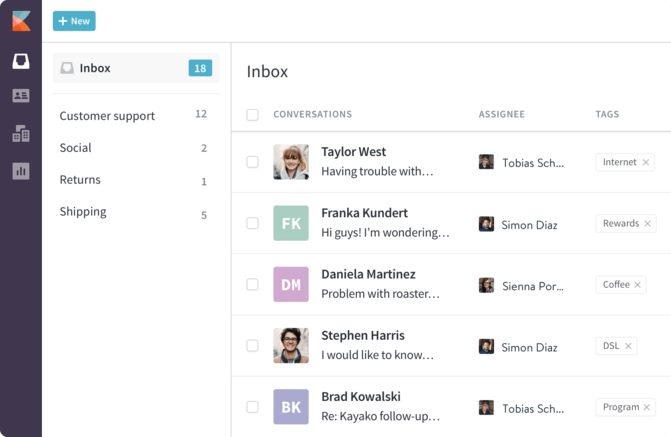 + New
Inbox 18
Customer support 12
Social 2
Returns 1
Shipping 5
Inbox
CONVERSATIONS ASSIGNEE TAGS
Taylor West
Having trouble with… Tobias Sch... Internet ×
FK Franka Kundert
Hi guys! I'm wondering… Simon Diaz Rewards ×
DM Daniela Martinez
Problem with roaster… Sienna Por... Coffee ×
Stephen Harris
I would like to know… Simon Diaz DSL ×
BK Brad Kowalski
Re: Kayako follow-up… Tobias Sch... Program ×